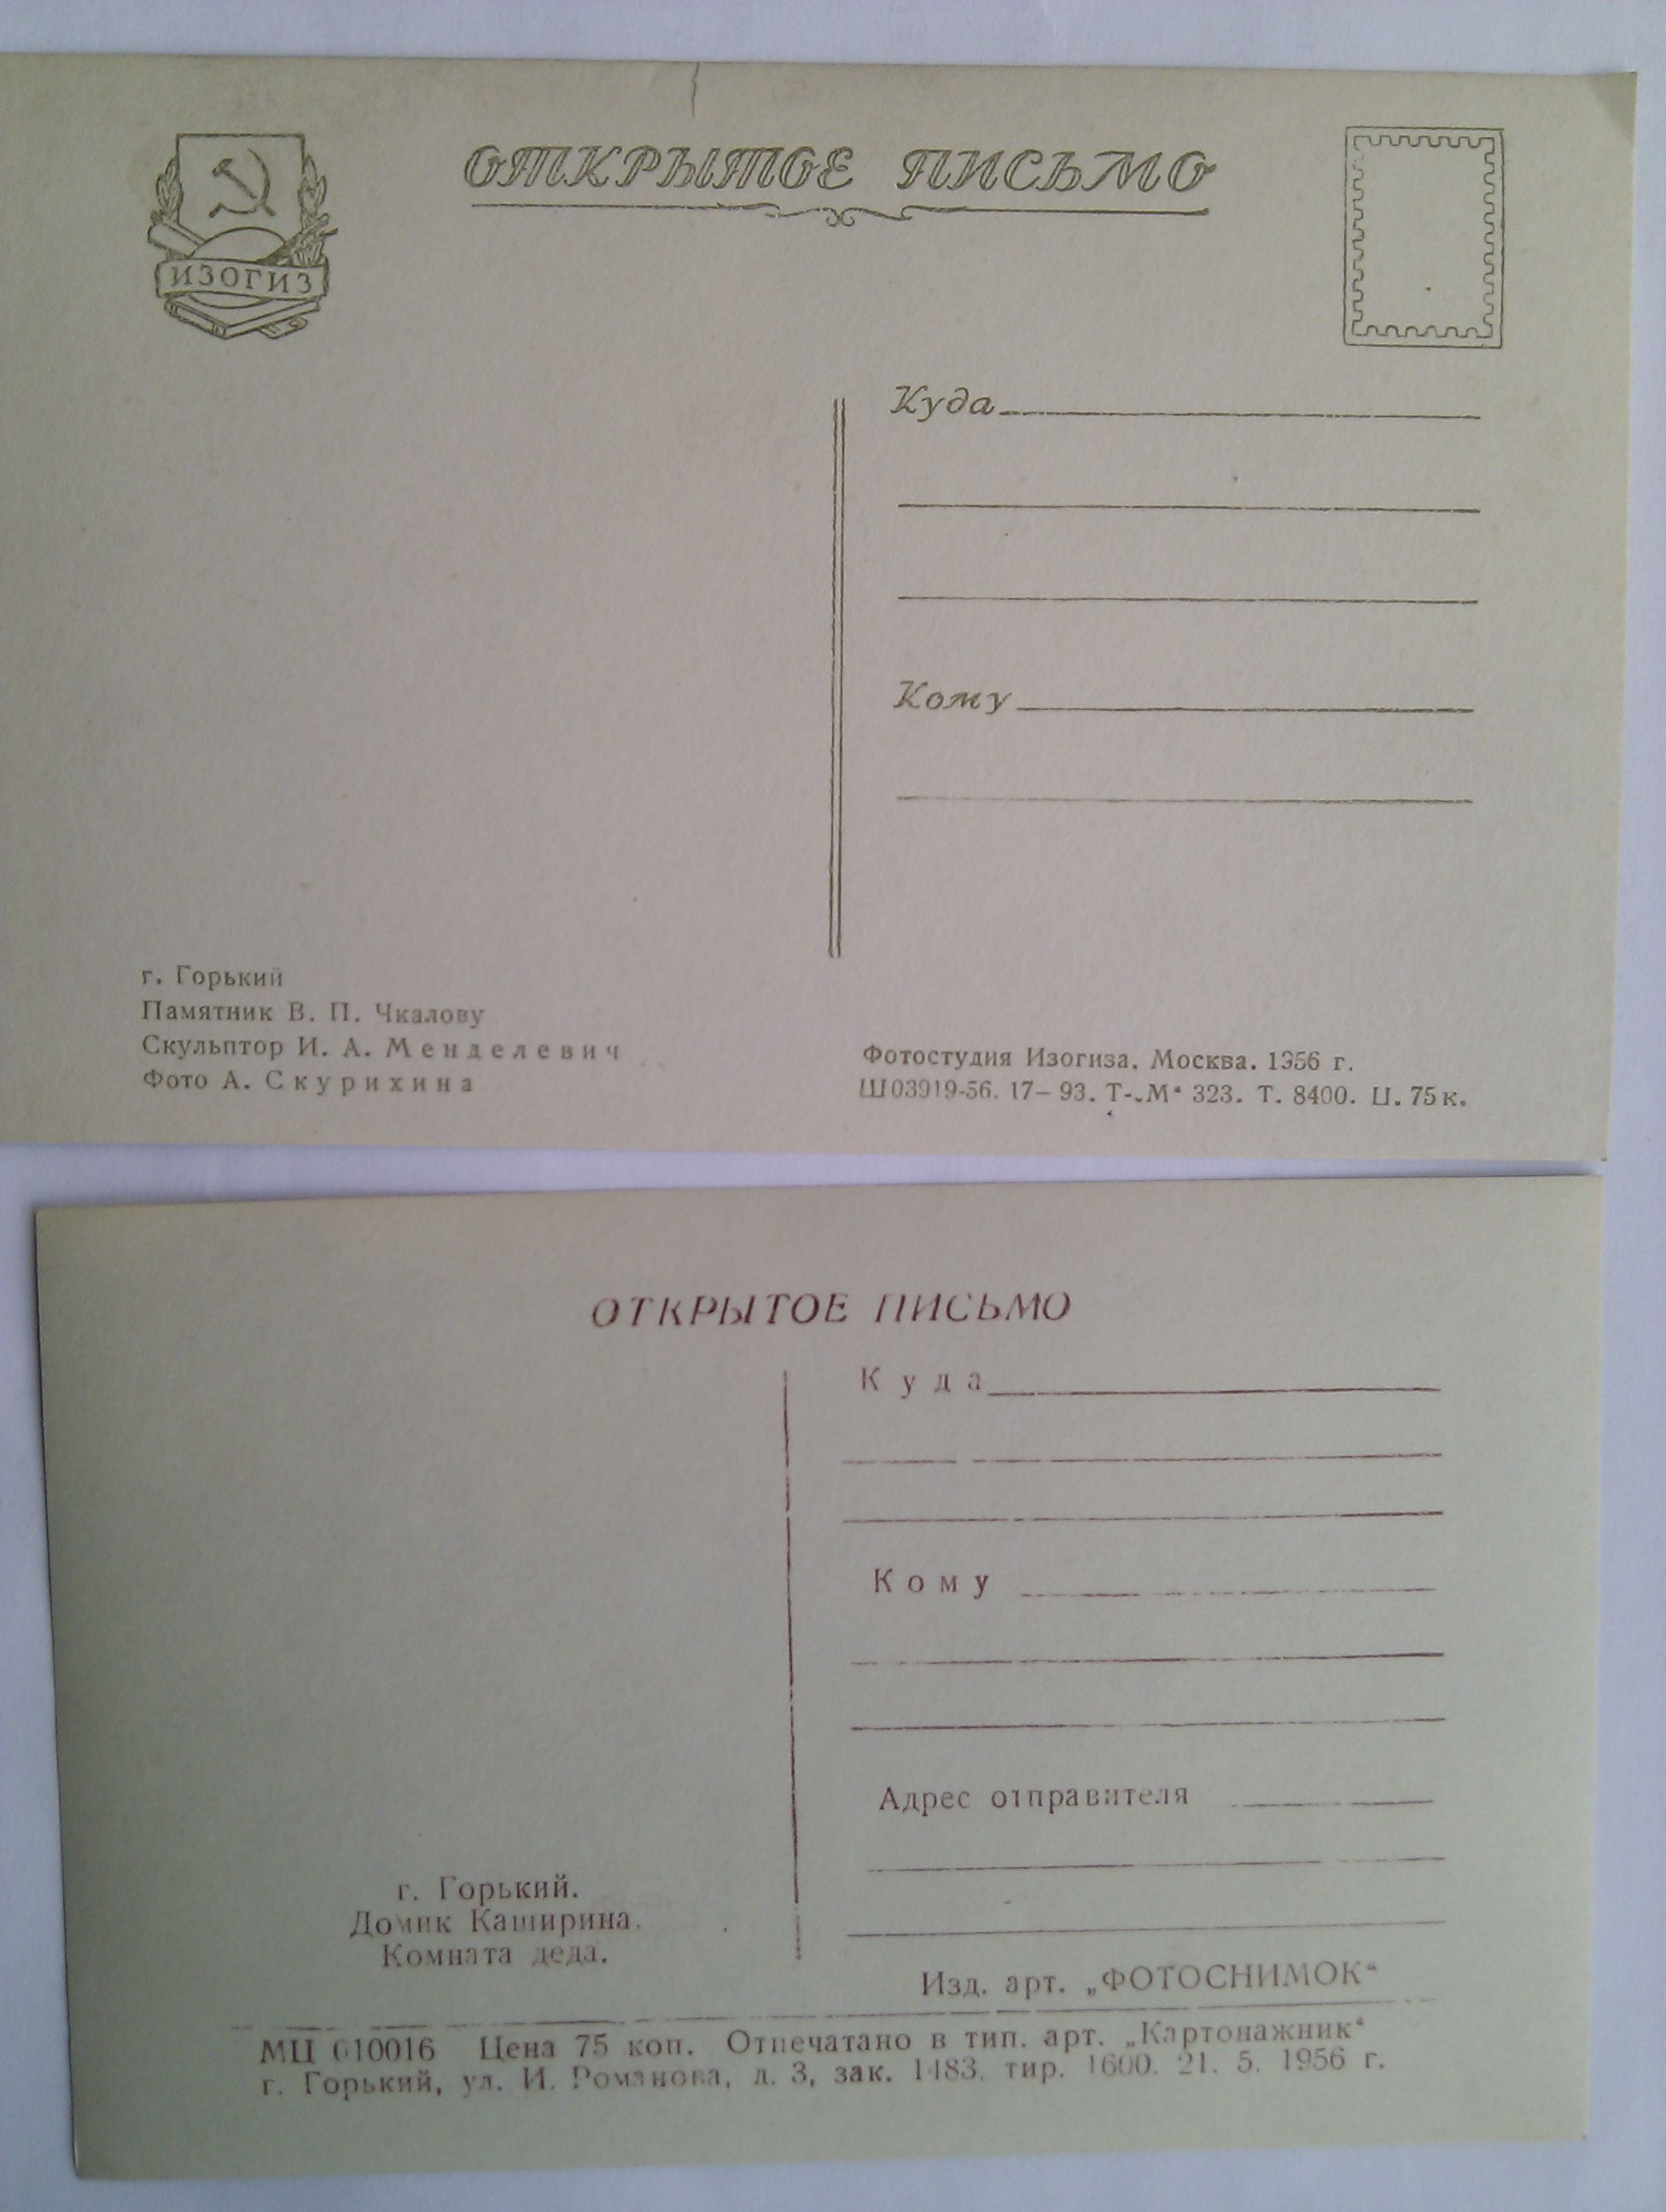 ОТКРЫТОЕ ПИСЬМО
ИЗОГИЗ
Куда
Кому
г. Горький
Памятник В. П. Чкалову
Скульптор И. А. Менделевич
Фото А. Скурихина
Фотостудия Изогиза. Москва. 1956 г.
Ш03919-56. 17-93. Т-„М“ 323. Т. 8400. Ц. 75 к.
ОТКРЫТОЕ ПИСЬМО
Куда
Кому
Адрес отправителя
г. Горький.
Домик Каширина.
Комната деда.
Изд. арт. „ФОТОСНИМОК“
МЦ 010016 Цена 75 коп. Отпечатано в тип. арт. „Картонажник“
г. Горький, ул. И. Романова, д. 3, зак. 1483. тир. 1600. 21. 5. 1956 г.